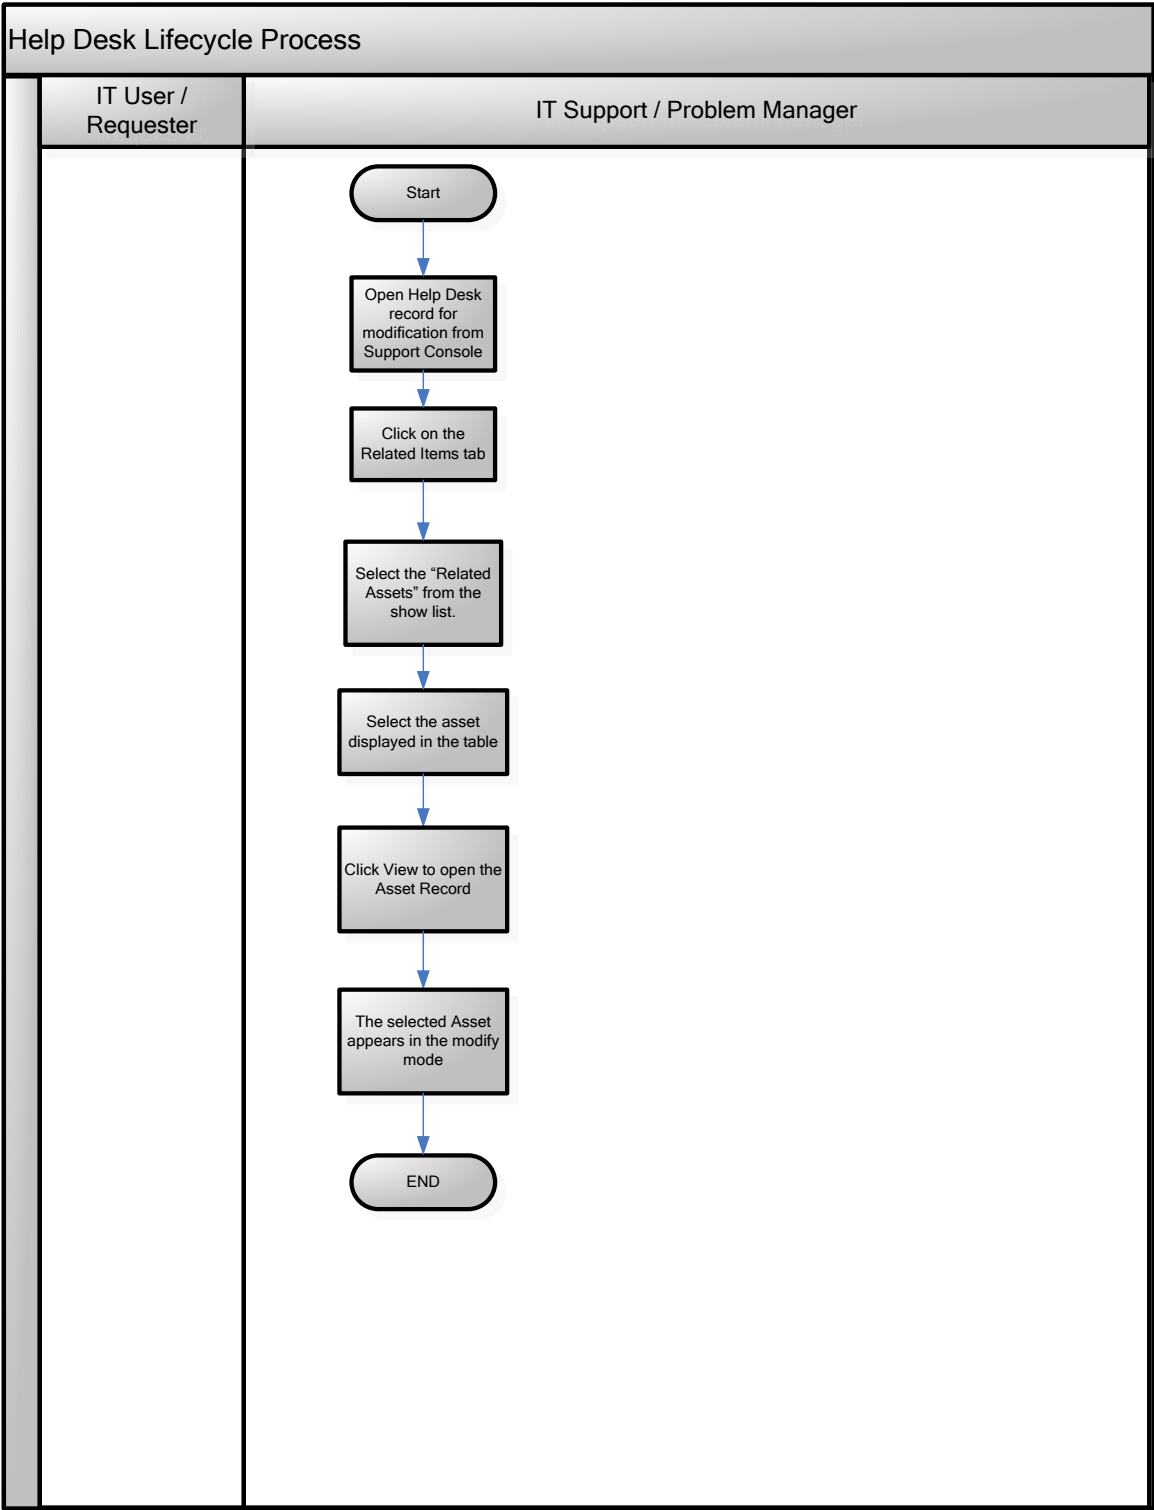 Help Desk Lifecycle Process
IT User /
Requester
IT Support / Problem Manager
Start
Open Help Desk
record for
modification from
Support Console
Click on the
Related Items tab
Select the “Related
Assets” from the
show list.
Select the asset
displayed in the table
Click View to open the
Asset Record
The selected Asset
appears in the modify
mode
END